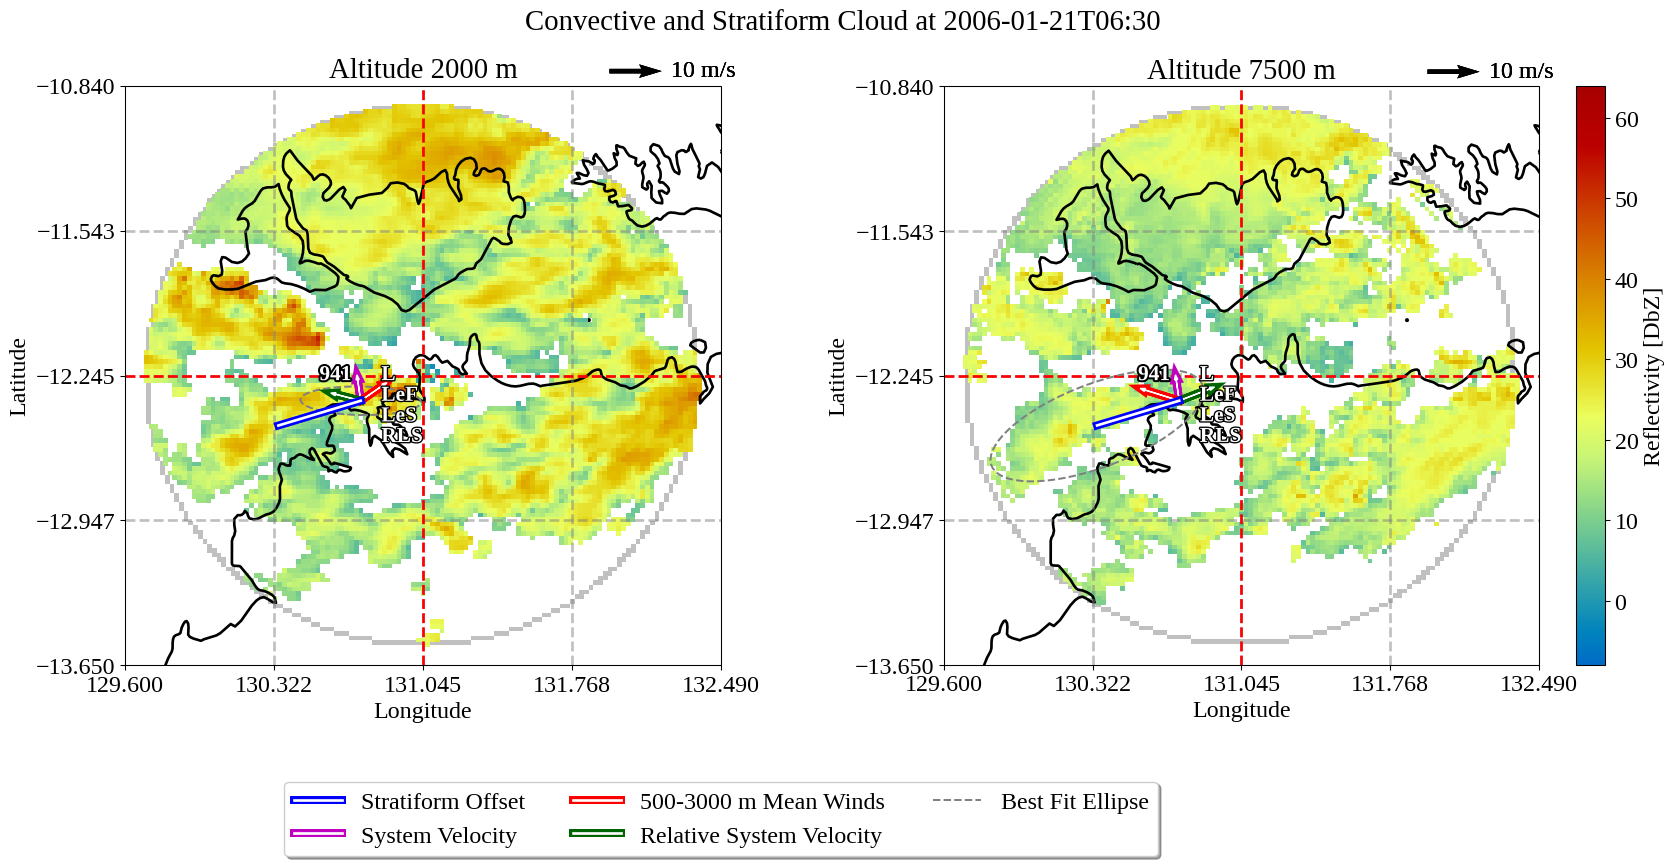 Convective and Stratiform Cloud at 2006-01-21T06:30
Altitude 2000 m
10 m/s
−10.840
−11.543
−12.245
−12.947
−13.650
129.600
130.322
131.045
131.768
132.490
Latitude
Longitude
941
L
LeF
LeS
RLS
Altitude 7500 m
10 m/s
−10.840
−11.543
−12.245
−12.947
−13.650
129.600
130.322
131.045
131.768
132.490
Latitude
Longitude
941
L
LeF
LeS
RLS
60
50
40
30
20
10
0
Reflectivity [DbZ]
Stratiform Offset
System Velocity
500-3000 m Mean Winds
Relative System Velocity
Best Fit Ellipse